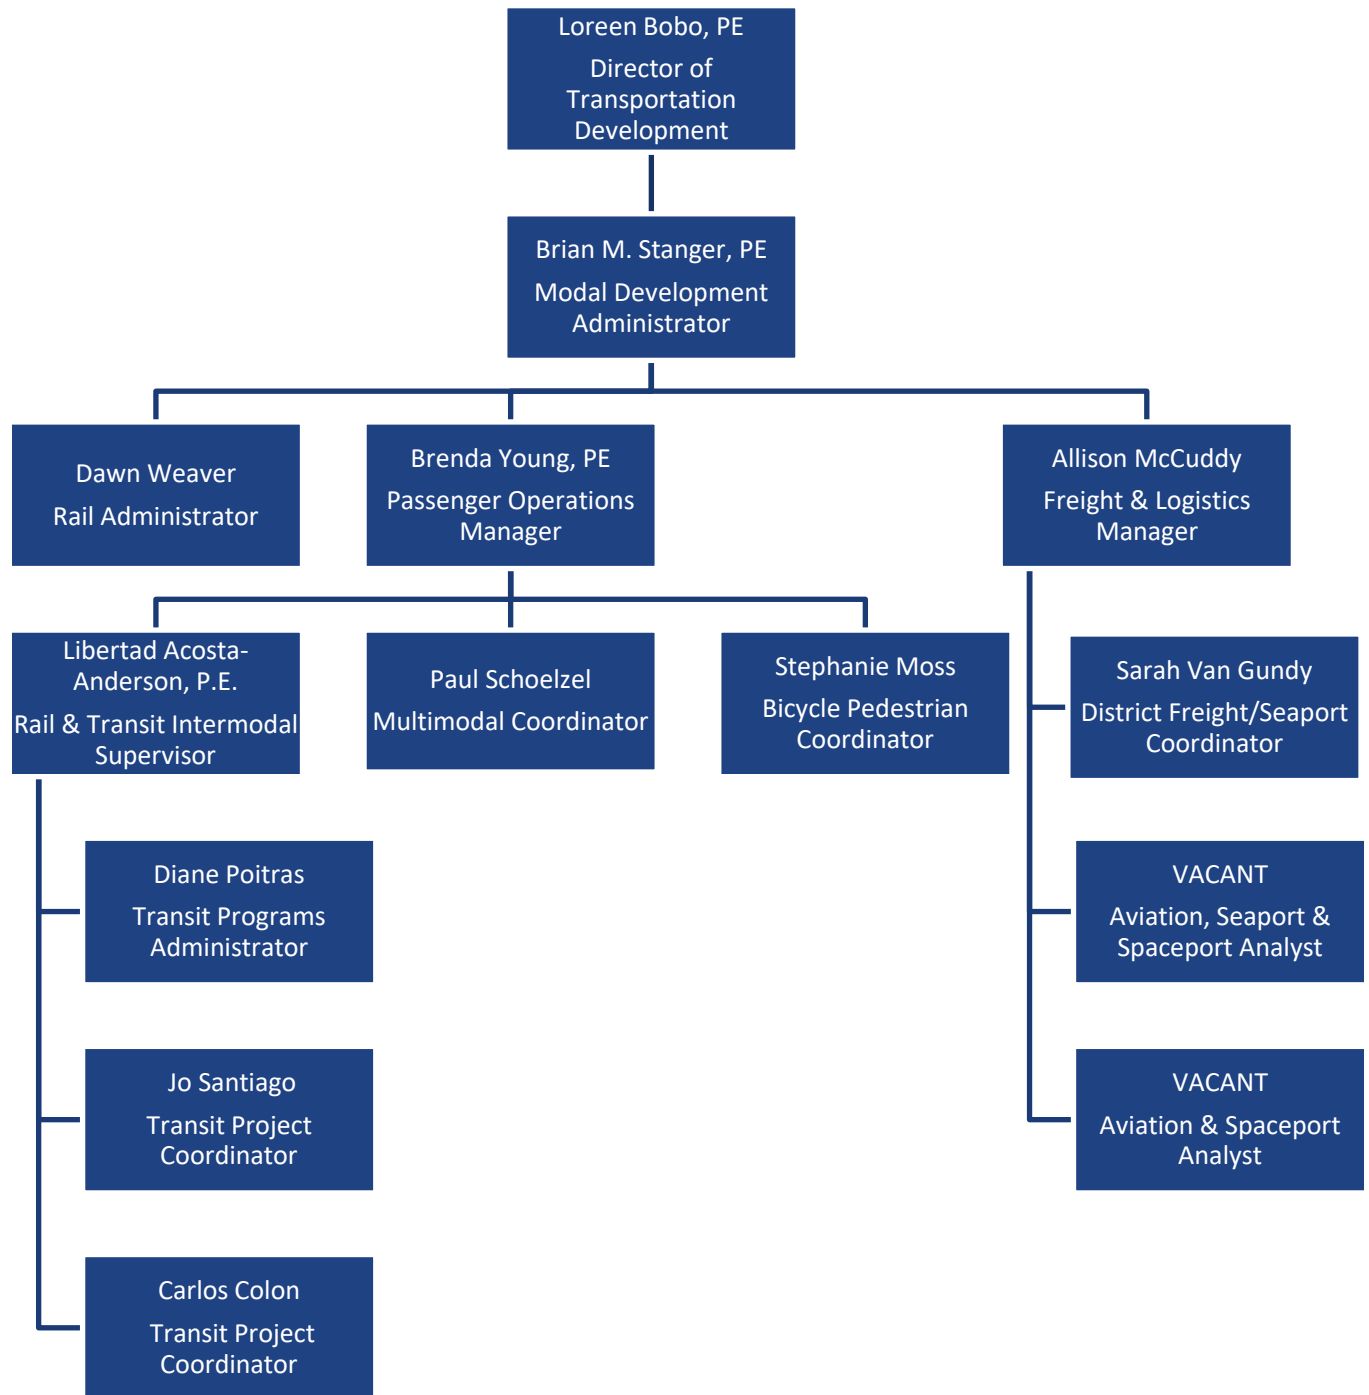 Loreen Bobo, PE
Director of
Transportation
Development
Brian M. Stanger, PE
Modal Development
Administrator
Dawn Weaver
Rail Administrator
Brenda Young, PE
Passenger Operations
Manager
Allison McCuddy
Freight & Logistics
Manager
Libertad Acosta-
Anderson, P.E.
Rail & Transit Intermodal
Supervisor
Paul Schoelzel
Multimodal Coordinator
Stephanie Moss
Bicycle Pedestrian
Coordinator
Sarah Van Gundy
District Freight/Seaport
Coordinator
Diane Poitras
Transit Programs
Administrator
VACANT
Aviation, Seaport &
Spaceport Analyst
Jo Santiago
Transit Project
Coordinator
VACANT
Aviation & Spaceport
Analyst
Carlos Colon
Transit Project
Coordinator